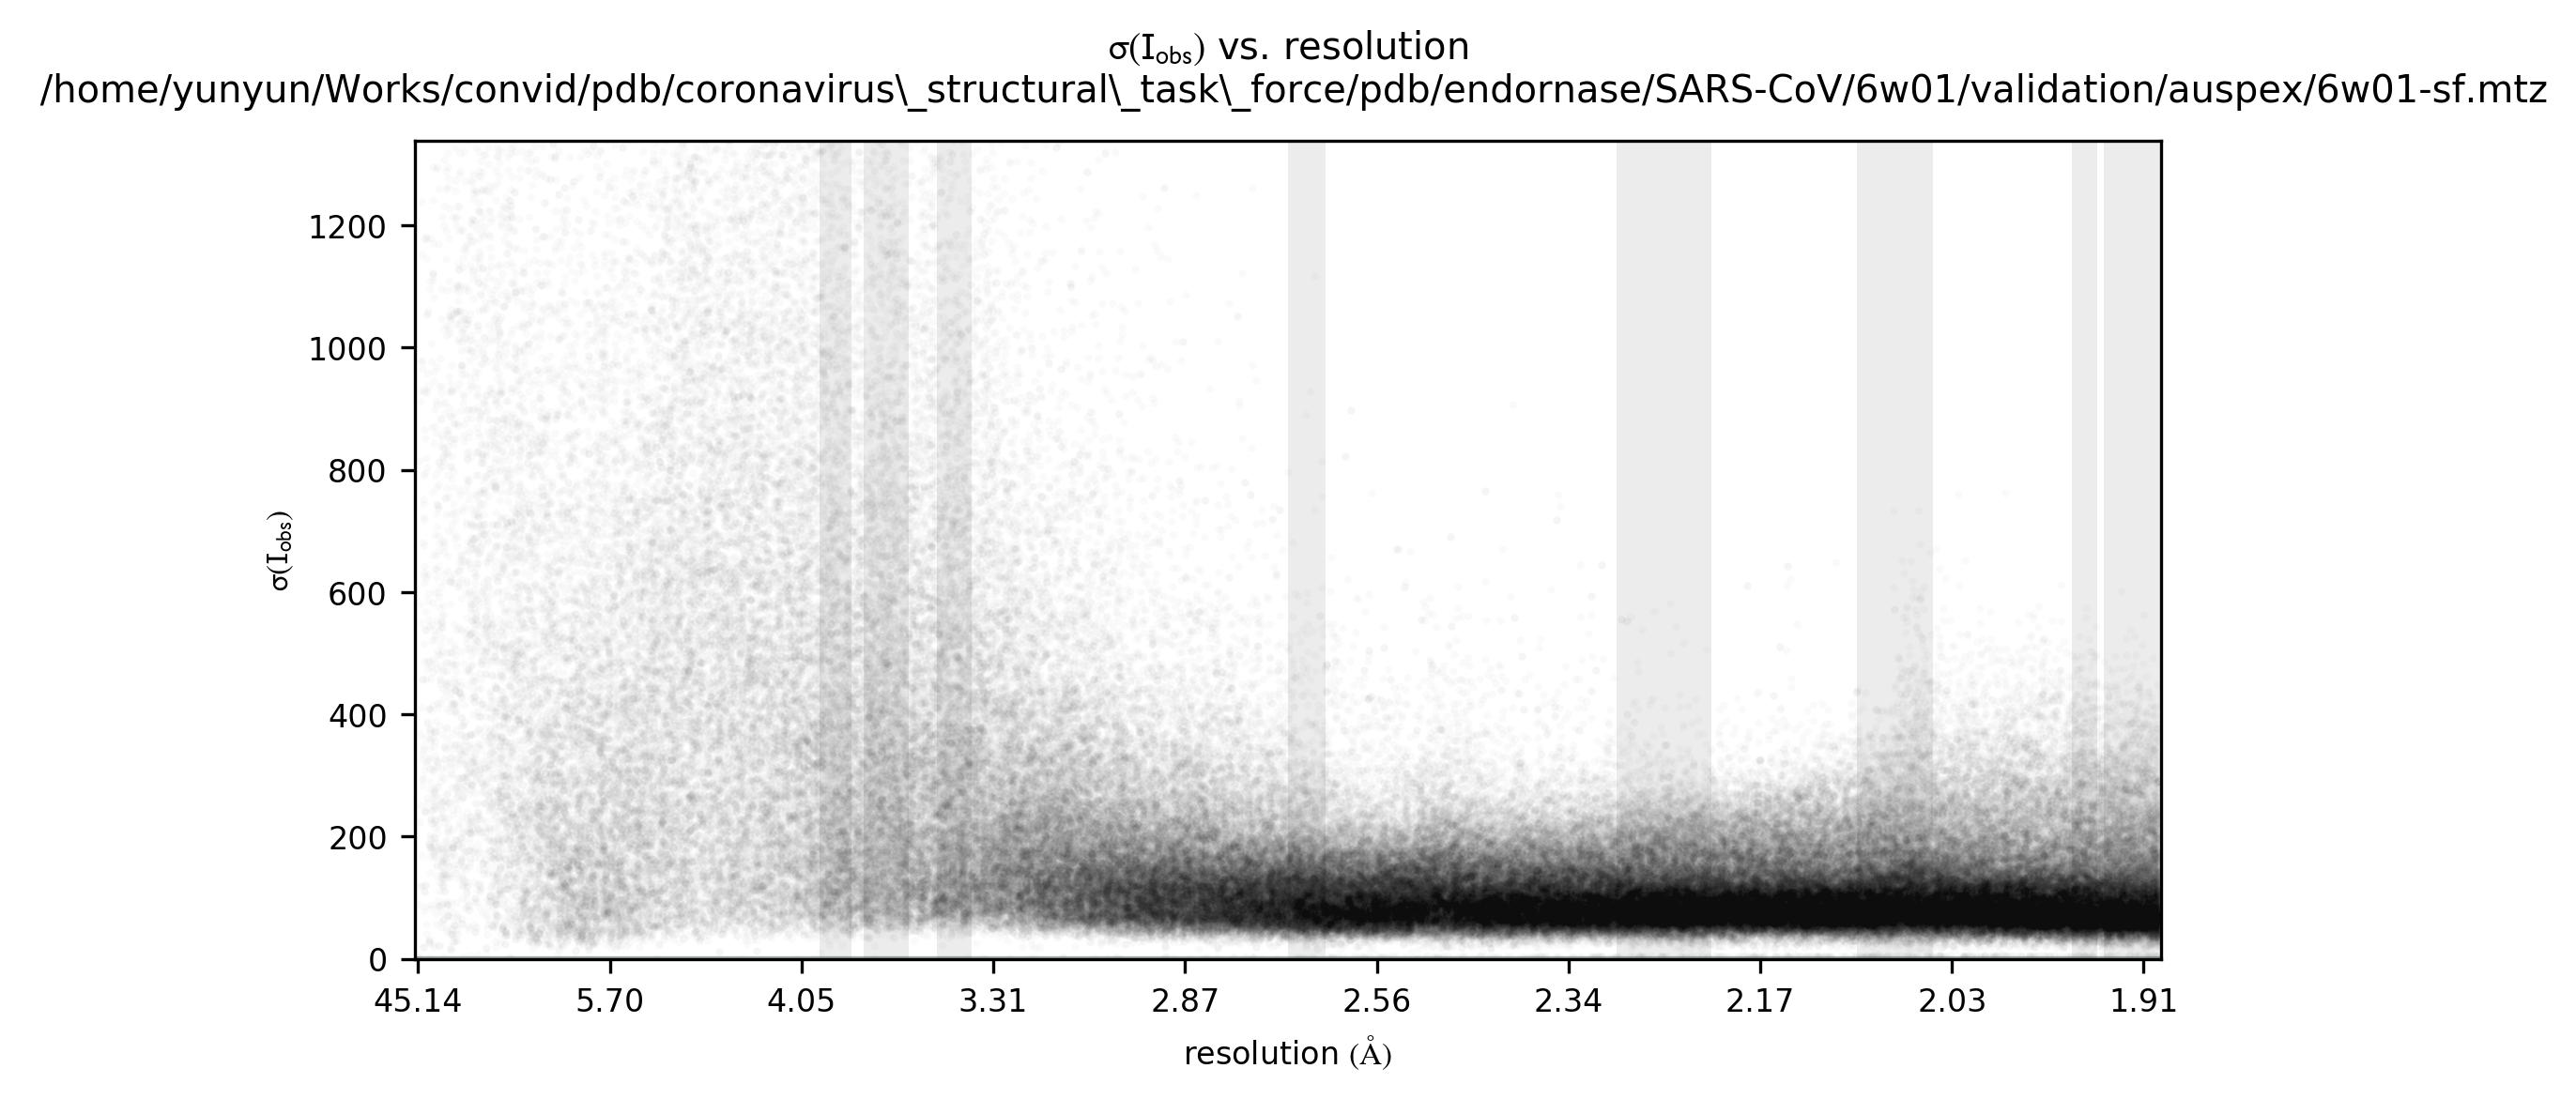 σ(I_obs) vs. resolution
/home/yunyun/Works/convid/pdb/coronavirus\_structural\_task\_force/pdb/endornase/SARS-CoV/6w01/validation/auspex/6w01-sf.mtz
1200
1000
800
600
400
200
0
σ(I_obs)
45.14 5.70 4.05 3.31 2.87 2.56 2.34 2.17 2.03 1.91
resolution (Å)